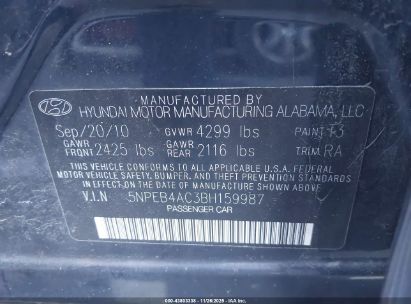 MANUFACTURED BY
HYUNDAI MOTOR MANUFACTURING ALABAMA, LLC
Sep/20/10 GVWR 4299 lbs PAINT T3
GAWR FRONT 2425 lbs GAWR REAR 2116 lbs TRIM RA
THIS VEHICLE CONFORMS TO ALL APPLICABLE U.S.A. FEDERAL
MOTOR VEHICLE SAFETY, BUMPER, AND THEFT PREVENTION STANDARDS
IN EFFECT ON THE DATE OF MANUFACTURE SHOWN ABOVE.
V.I.N 5NPEB4AC3BH159987
PASSENGER CAR